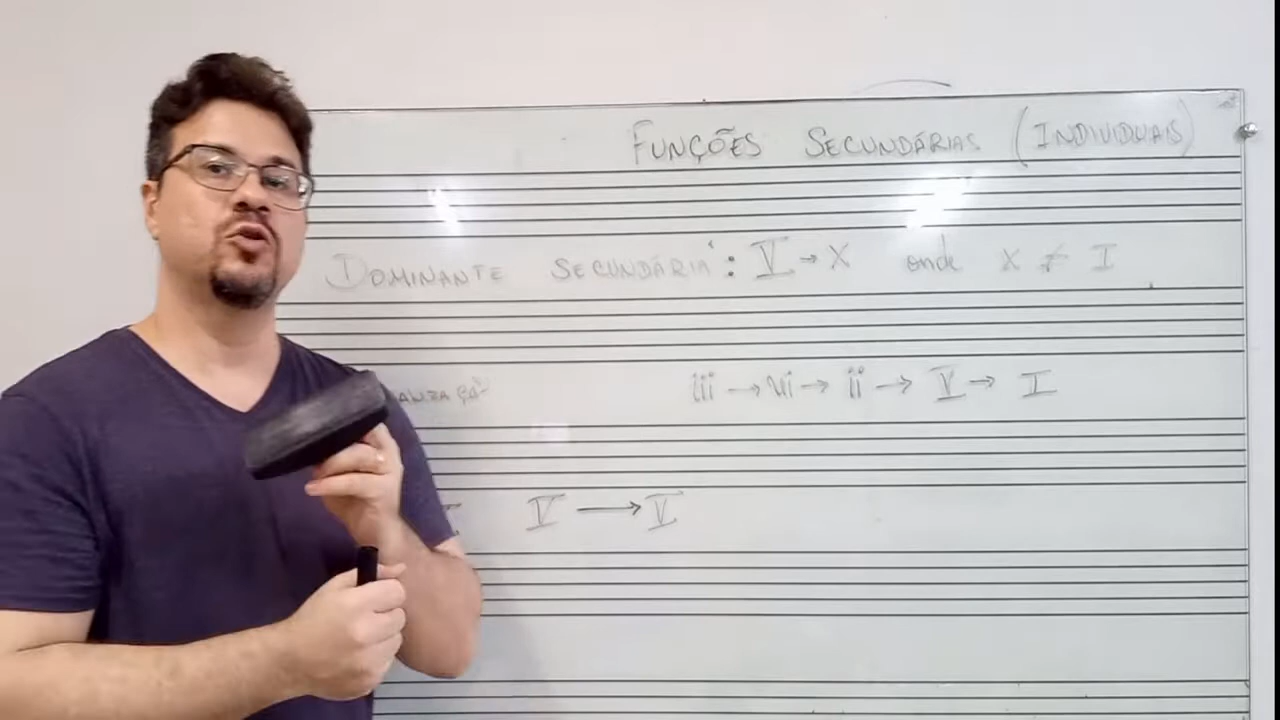 FUNÇÕES SECUNDÁRIAS (INDIVIDUAIS)
DOMINANTE SECUNDÁRIA: V → X onde X ≠ I
iii → vi → ii → V → I
V → V